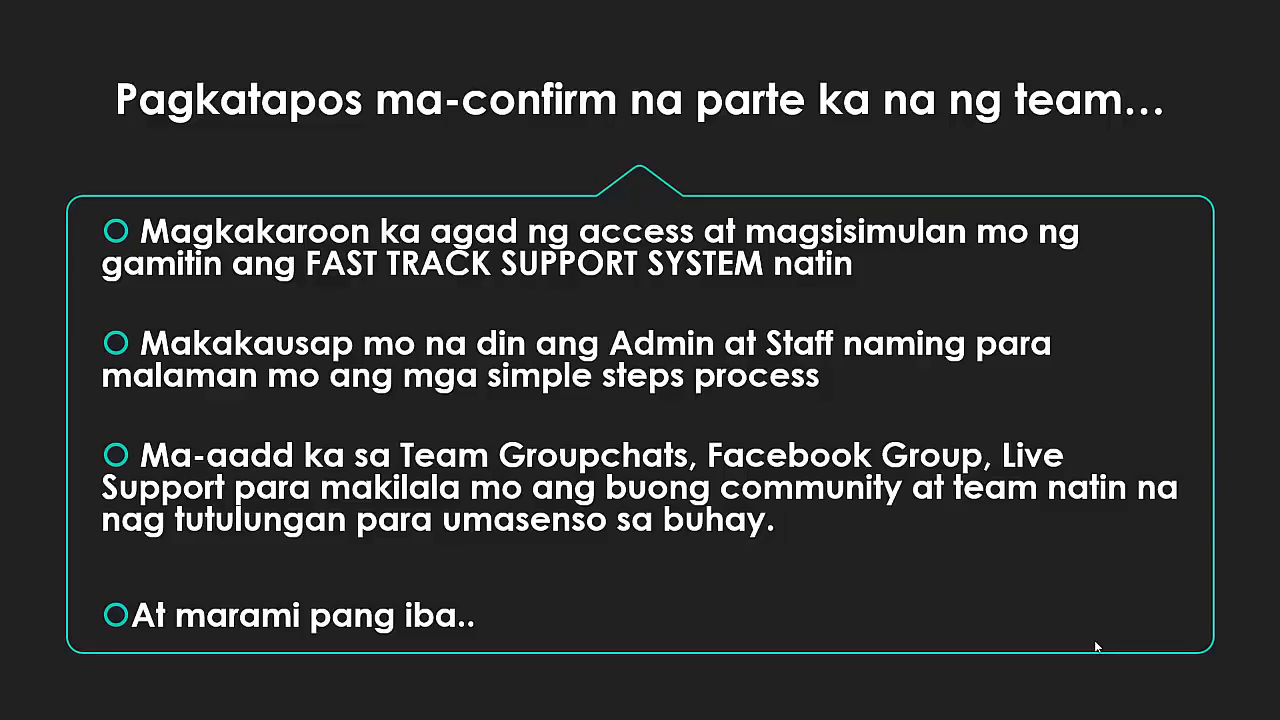 Pagkatapos ma-confirm na parte ka na ng team...
Magkakaroon ka agad ng access at magsisimulan mo ng
gamitin ang FAST TRACK SUPPORT SYSTEM natin
Makakausap mo na din ang Admin at Staff naming para
malaman mo ang mga simple steps process
Ma-aadd ka sa Team Groupchats, Facebook Group, Live
Support para makilala mo ang buong community at team natin na
nag tutulungan para umasenso sa buhay.
At marami pang iba..